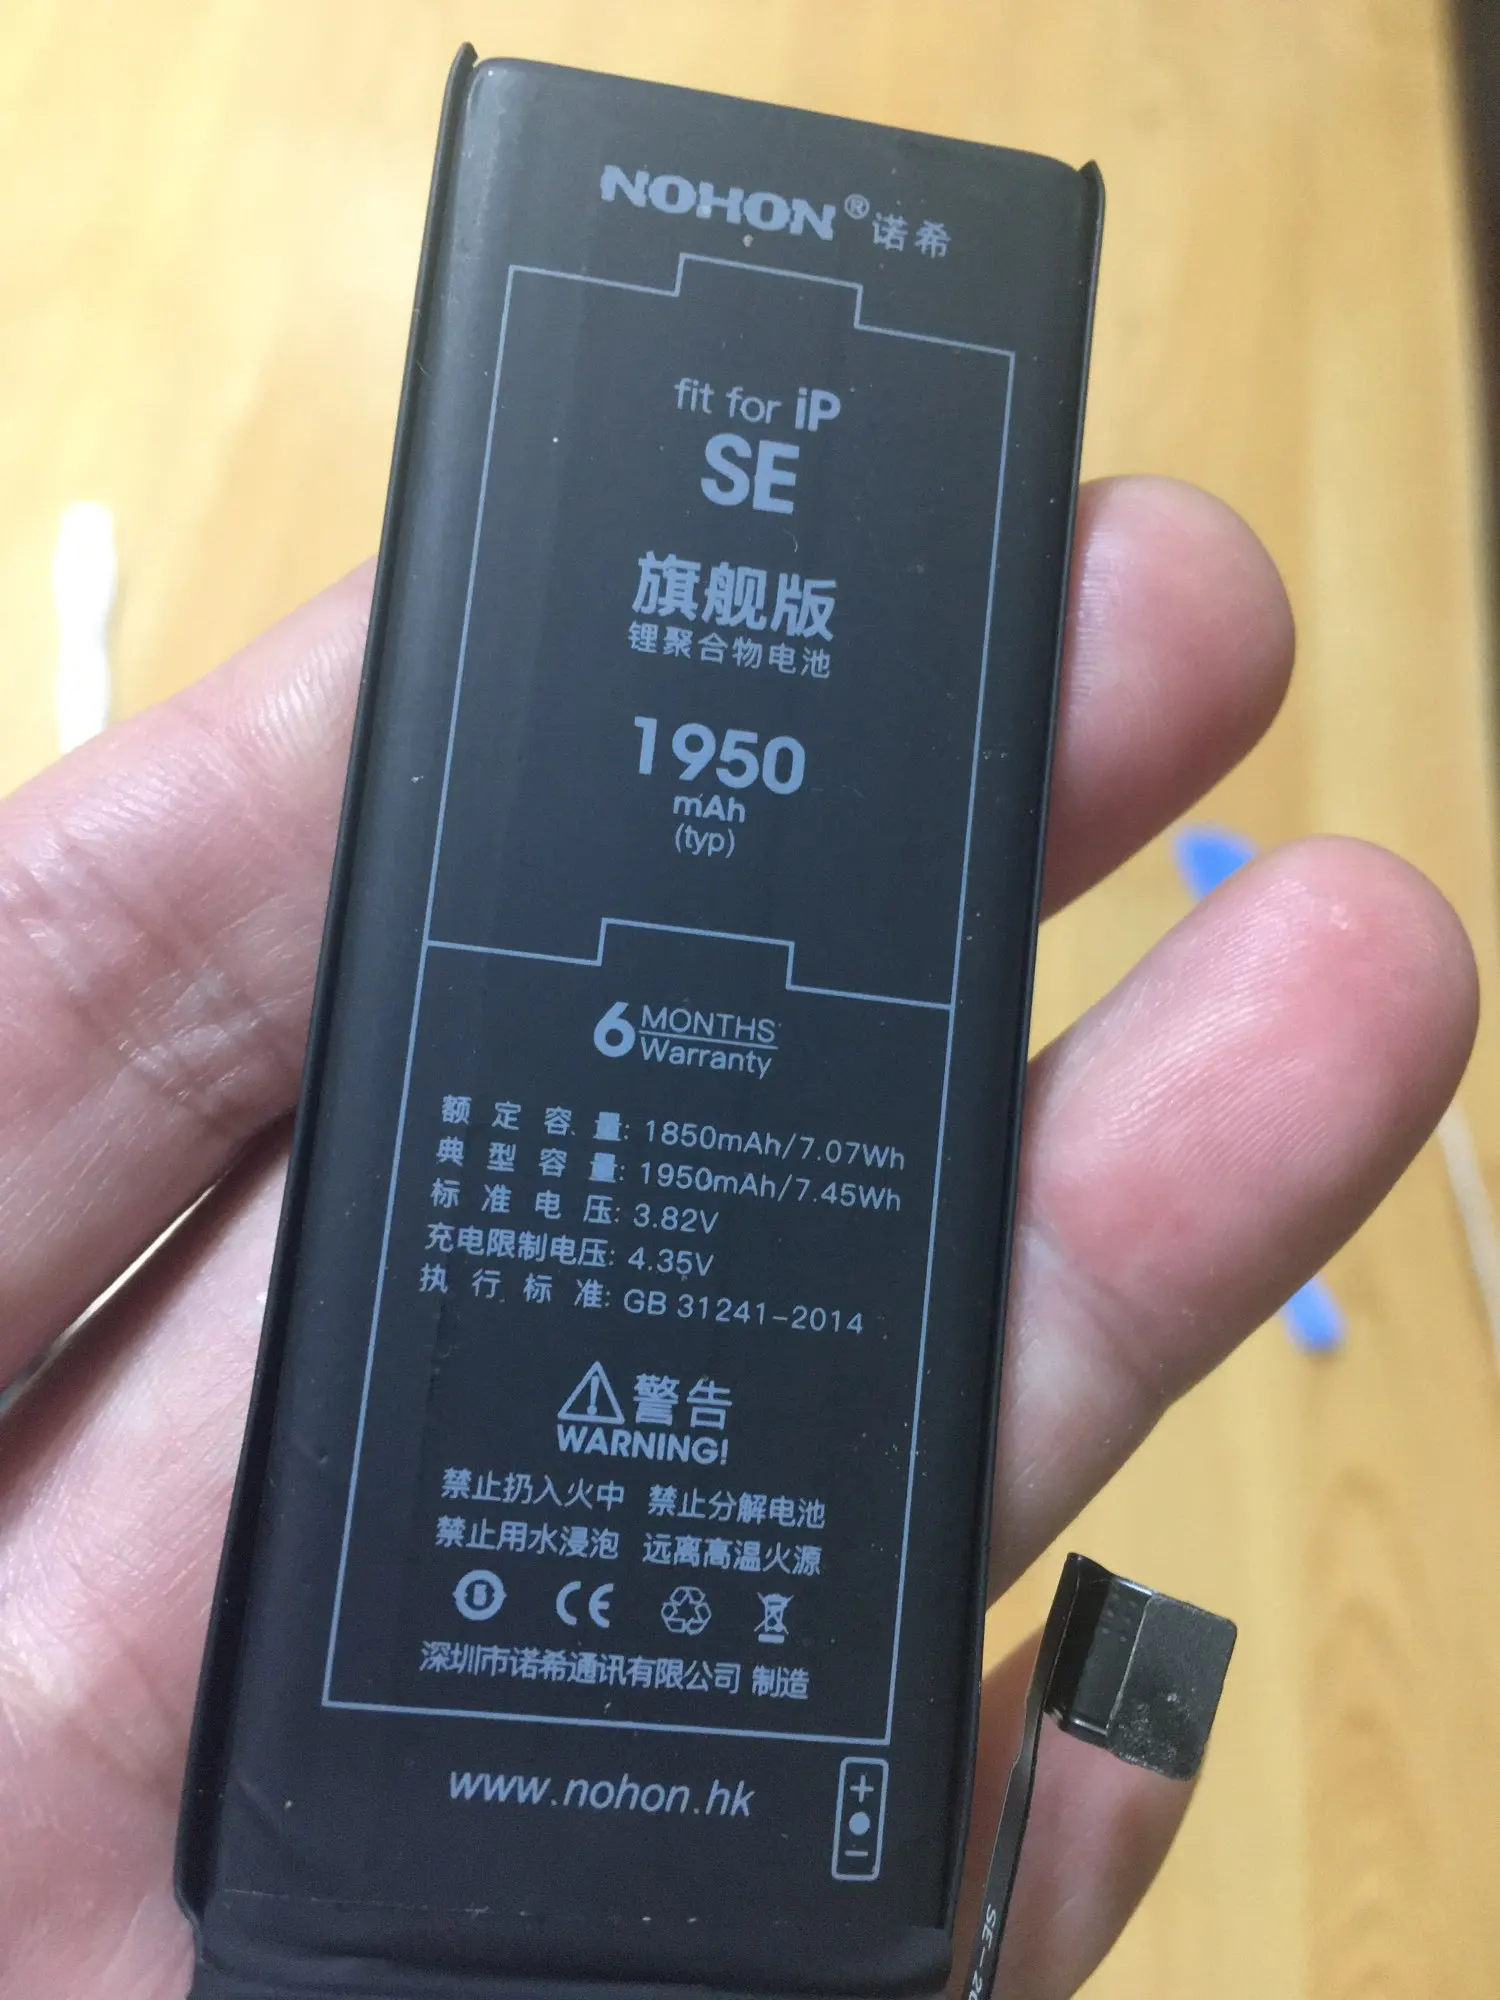 NOHON® 诺希
fit for iP
SE
旗舰版
锂聚合物电池
1950
mAh
(typ)
6 MONTHS
Warranty
额定容量: 1850mAh/7.07Wh
典型容量: 1950mAh/7.45Wh
标准电压: 3.82V
充电限制电压: 4.35V
执行标准: GB 31241-2014
警告
WARNING!
禁止扔入火中 禁止分解电池
禁止用水浸泡 远离高温火源
CE
深圳市诺希通讯有限公司 制造
www.nohon.hk
+
-